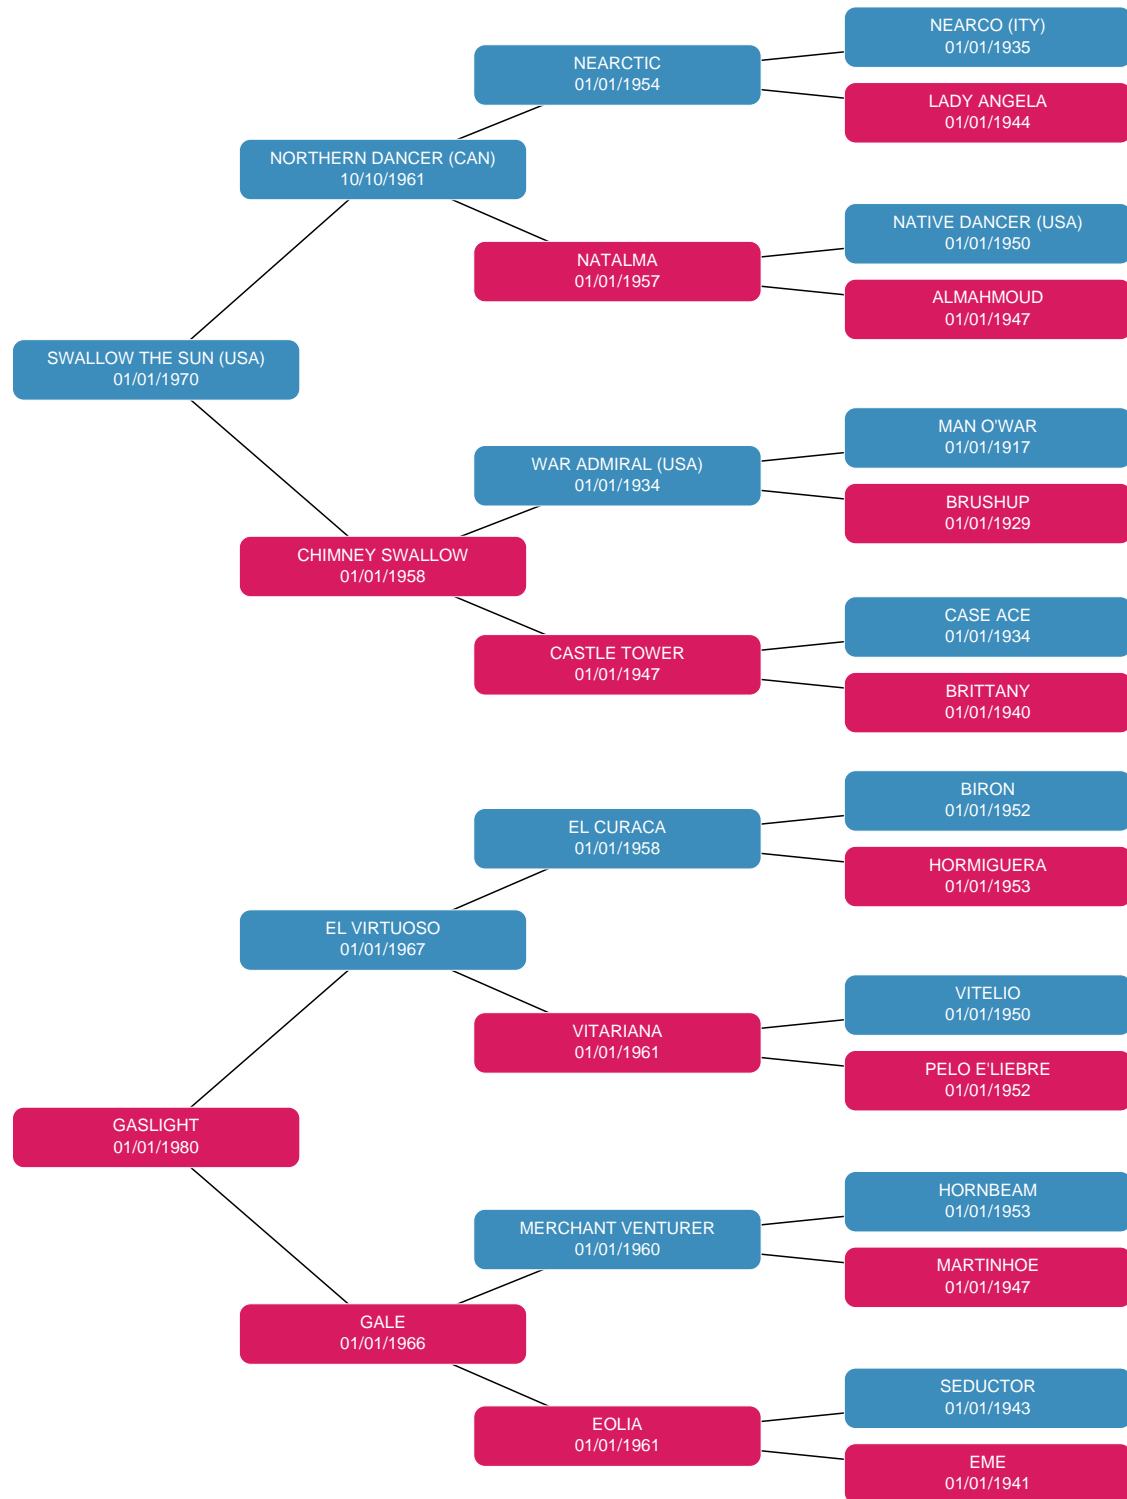 NEARCO (ITY)
01/01/1935
NEARCTIC
01/01/1954
LADY ANGELA
01/01/1944
NORTHERN DANCER (CAN)
10/10/1961
NATIVE DANCER (USA)
01/01/1950
NATALMA
01/01/1957
ALMAHMOUD
01/01/1947
SWALLOW THE SUN (USA)
01/01/1970
MAN O'WAR
01/01/1917
WAR ADMIRAL (USA)
01/01/1934
BRUSHUP
01/01/1929
CHIMNEY SWALLOW
01/01/1958
CASE ACE
01/01/1934
CASTLE TOWER
01/01/1947
BRITTANY
01/01/1940
BIRON
01/01/1952
EL CURACA
01/01/1958
HORMIGUERA
01/01/1953
EL VIRTUOSO
01/01/1967
VITELIO
01/01/1950
VITARIANA
01/01/1961
PELO E'LIEBRE
01/01/1952
GASLIGHT
01/01/1980
HORNBEAM
01/01/1953
MERCHANT VENTURER
01/01/1960
MARTINHOE
01/01/1947
GALE
01/01/1966
SEDUCTOR
01/01/1943
EOLIA
01/01/1961
EME
01/01/1941